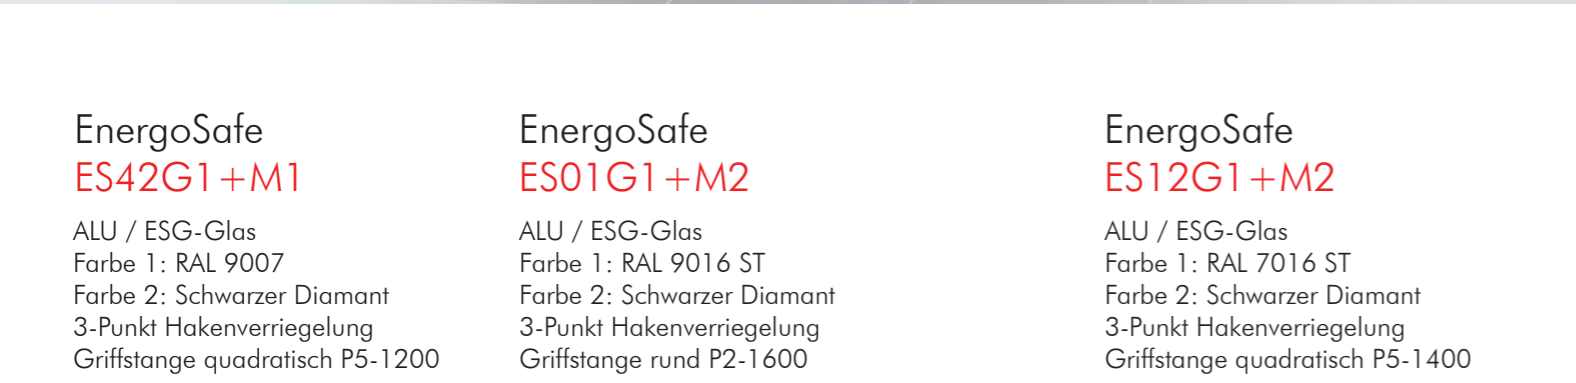 EnergoSafe
ES42G1+M1
ALU / ESG-Glas
Farbe 1: RAL 9007
Farbe 2: Schwarzer Diamant
3-Punkt Hakenverriegelung
Griffstange quadratisch P5-1200
EnergoSafe
ES01G1+M2
ALU / ESG-Glas
Farbe 1: RAL 9016 ST
Farbe 2: Schwarzer Diamant
3-Punkt Hakenverriegelung
Griffstange rund P2-1600
EnergoSafe
ES12G1+M2
ALU / ESG-Glas
Farbe 1: RAL 7016 ST
Farbe 2: Schwarzer Diamant
3-Punkt Hakenverriegelung
Griffstange quadratisch P5-1400